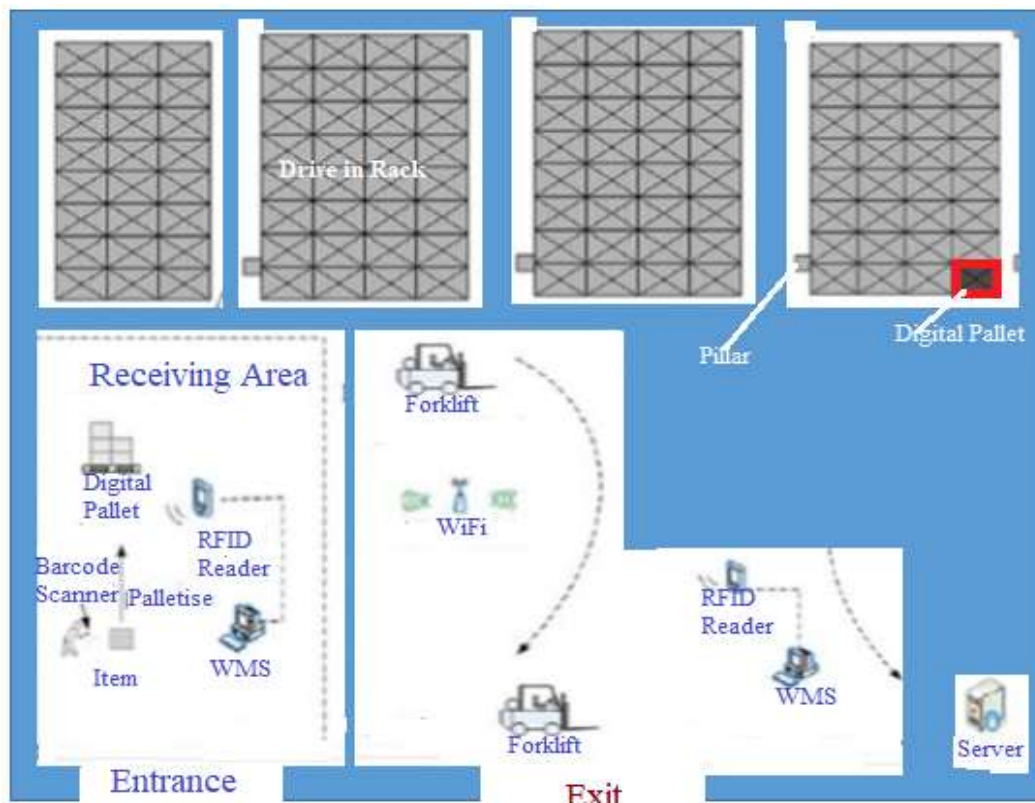 Drive in Rack
Pillar
Digital Pallet
Receiving Area
Digital
Pallet
RFID
Reader
Barcode
Scanner
Palletise
Item
WMS
Forklift
WiFi
Forklift
RFID
Reader
WMS
Server
Entrance
Exit